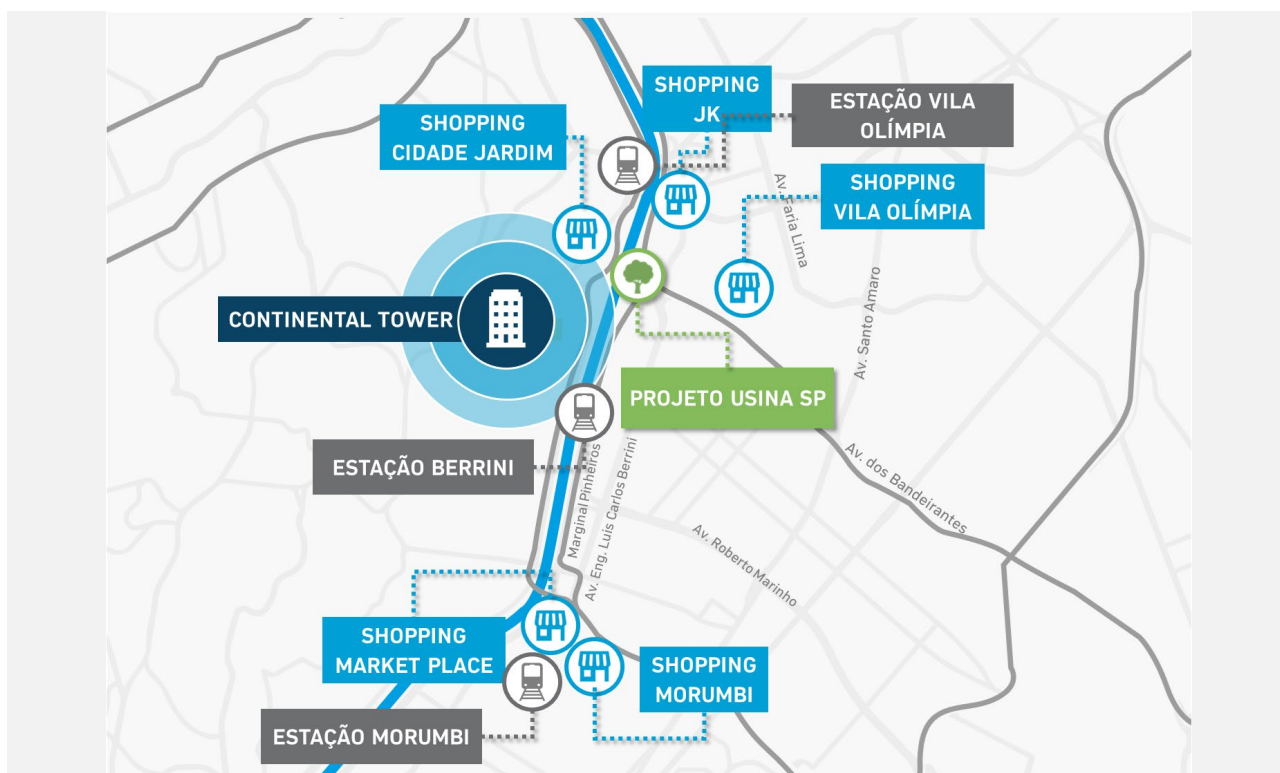 SHOPPING
JK
ESTAÇÃO VILA
OLÍMPIA
SHOPPING
CIDADE JARDIM
SHOPPING
VILA OLÍMPIA
Av. Faria Lima
CONTINENTAL TOWER
Av. Santo Amaro
PROJETO USINA SP
ESTAÇÃO BERRINI
Marginal Pinheiros
Av. Eng. Luis Carlos Berrini
Av. dos Bandeirantes
Av. Roberto Marinho
SHOPPING
MARKET PLACE
SHOPPING
MORUMBI
ESTAÇÃO MORUMBI